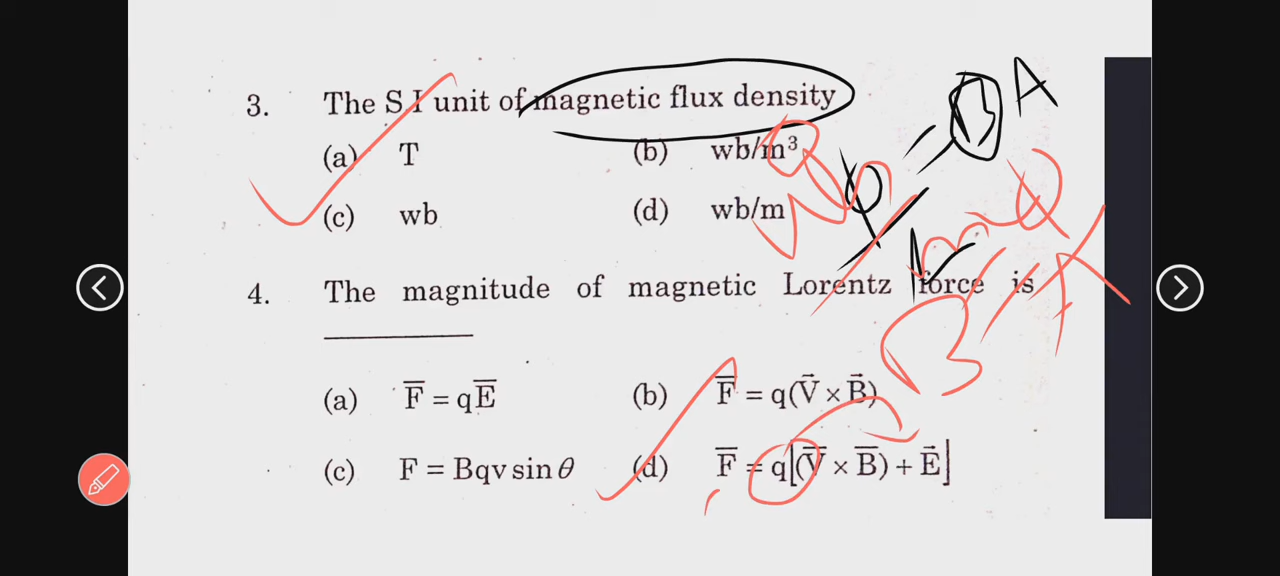 3. The S I unit of magnetic flux density
(a) T (b) wb/m³
(c) wb (d) wb/m
4. The magnitude of magnetic Lorentz force is
__________
(a) F̅ = qE̅ (b) F̅ = q(V⃗ × B⃗)
(c) F = Bqv sin θ (d) F̅ = q[(V̅ × B̅) + E⃗]
A
B